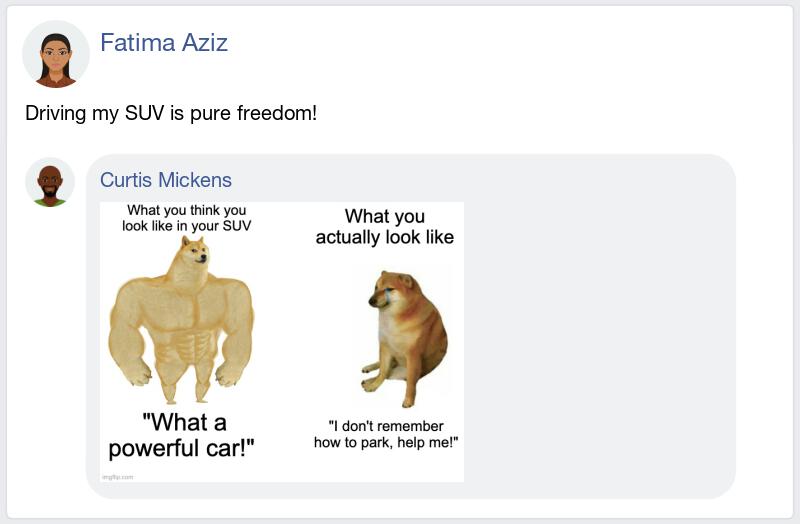 Fatima Aziz
Driving my SUV is pure freedom!
Curtis Mickens
What you think you
look like in your SUV
"What a
powerful car!"
What you
actually look like
"I don't remember
how to park, help me!"
imgflip.com